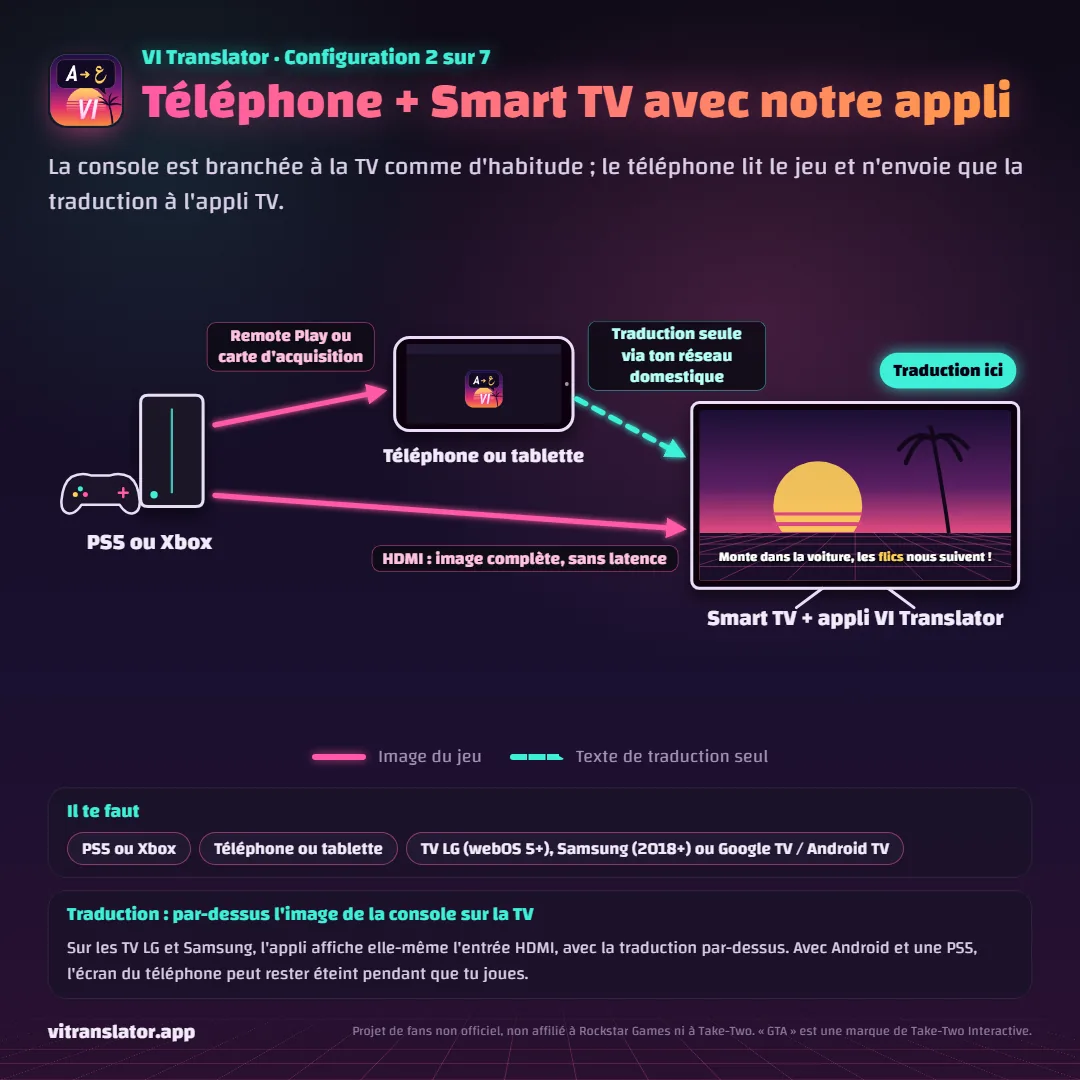 VI Translator · Configuration 2 sur 7
A→ع
VI
Téléphone + Smart TV avec notre appli
La console est branchée à la TV comme d'habitude ; le téléphone lit le jeu et n'envoie que la
traduction à l'appli TV.
Remote Play ou
carte d'acquisition
Traduction seule
via ton réseau
domestique
Traduction ici
A→ع
VI
Téléphone ou tablette
PS5 ou Xbox
HDMI : image complète, sans latence
Monte dans la voiture, les flics nous suivent !
Smart TV + appli VI Translator
Image du jeu
Texte de traduction seul
Il te faut
PS5 ou Xbox
Téléphone ou tablette
TV LG (webOS 5+), Samsung (2018+) ou Google TV / Android TV
Traduction : par-dessus l'image de la console sur la TV
Sur les TV LG et Samsung, l'appli affiche elle-même l'entrée HDMI, avec la traduction par-dessus. Avec Android et une PS5,
l'écran du téléphone peut rester éteint pendant que tu joues.
vitranslator.app
Projet de fans non officiel, non affilié à Rockstar Games ni à Take-Two. « GTA » est une marque de Take-Two Interactive.